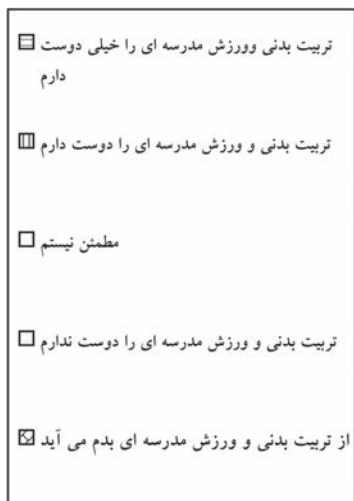 تربیت بدنی وورزش مدرسه ای را خیلی دوست
دارم
تربیت بدنی و ورزش مدرسه ای را دوست دارم
مطمئن نیستم
تربیت بدنی و ورزش مدرسه ای را دوست ندارم
از تربیت بدنی و ورزش مدرسه ای بدم می آید